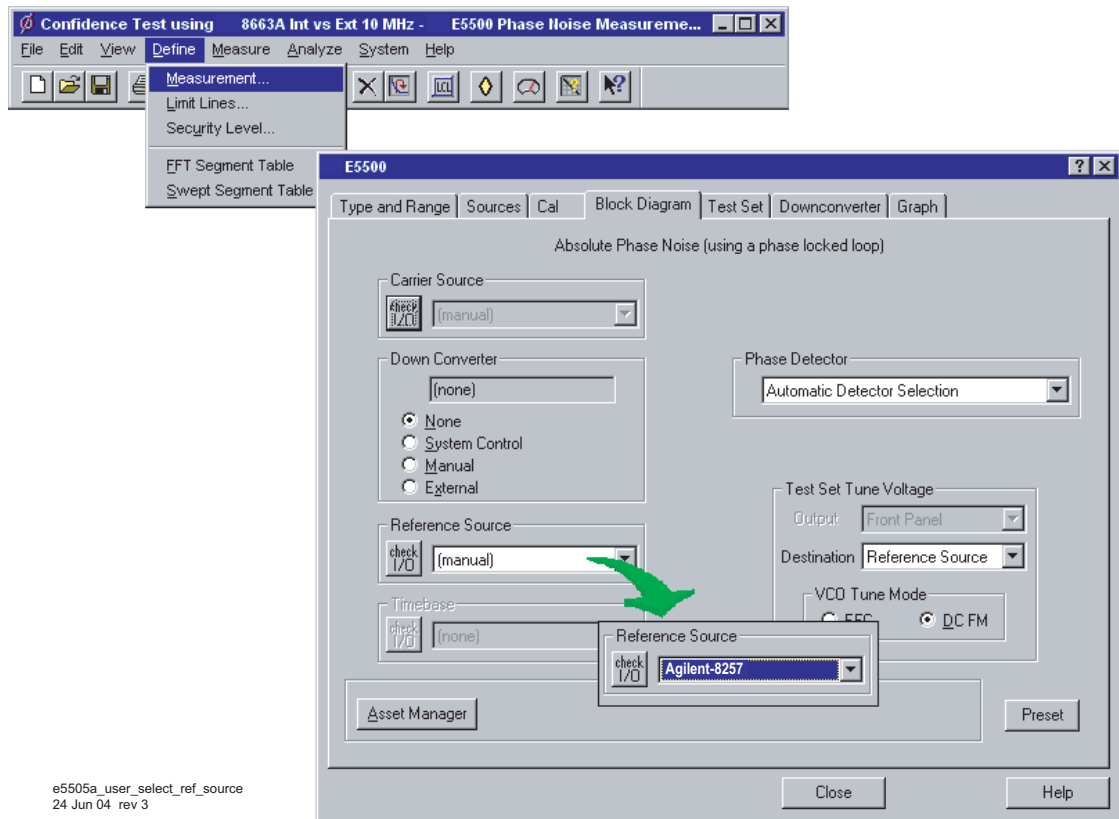 Confidence Test using 8663A Int vs Ext 10 MHz - E5500 Phase Noise Measureme...
File Edit View Define Measure Analyze System Help
Measurement...
Limit Lines...
Security Level...
FFT Segment Table
Swept Segment Table
E5500
Type and Range Sources Cal Block Diagram Test Set Downconverter Graph
Absolute Phase Noise (using a phase locked loop)
Carrier Source
check I/O (manual)
Down Converter
(none)
None
System Control
Manual
External
Phase Detector
Automatic Detector Selection
Reference Source
check I/O (manual)
Timebase
check I/O (none)
Test Set Tune Voltage
Output Front Panel
Destination Reference Source
VCO Tune Mode
DC FM
Reference Source
check I/O Agilent-8257
Asset Manager
Preset
Close Help
e5505a_user_select_ref_source
24 Jun 04 rev 3